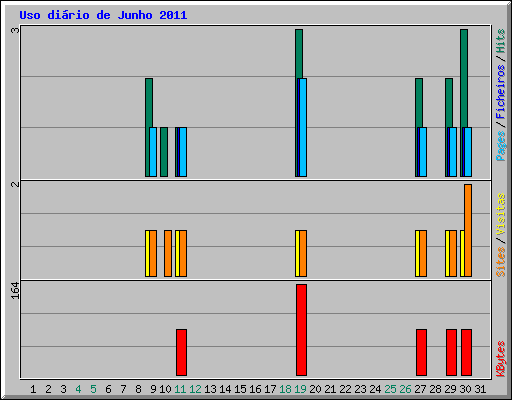 Uso diário de Junho 2011
3
2
164
Pages / Ficheiros / Hits
Sites / Visitas
KBytes
1 2 3 4 5 6 7 8 9 10 11 12 13 14 15 16 17 18 19 20 21 22 23 24 25 26 27 28 29 30 31